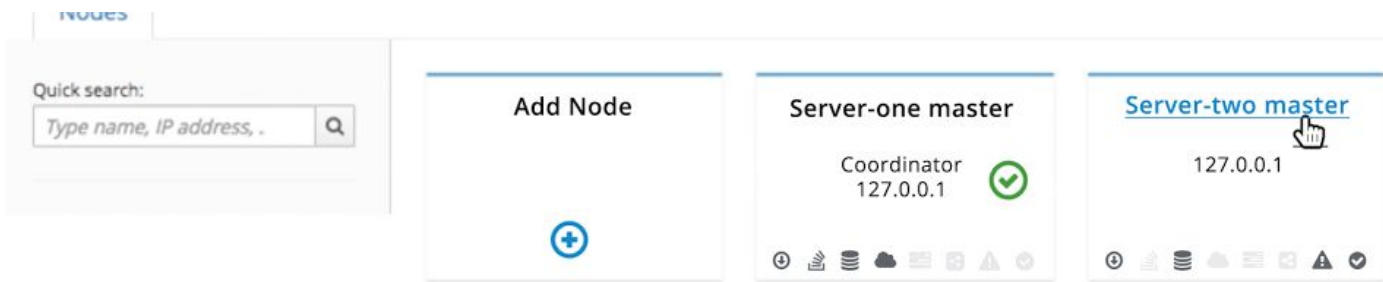 Nodes
Quick search:
Type name, IP address, .
Add Node
Server-one master
Coordinator
127.0.0.1
Server-two master
127.0.0.1